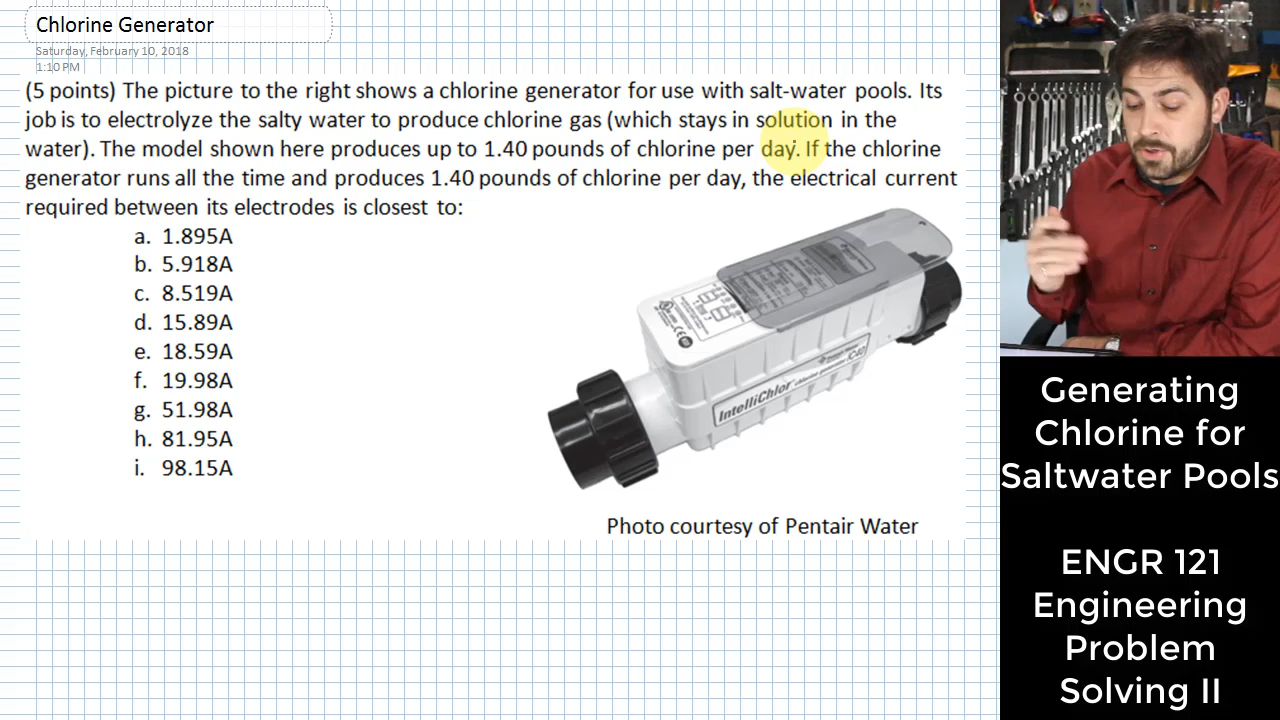 Chlorine Generator
Saturday, February 10, 2018
1:10 PM
(5 points) The picture to the right shows a chlorine generator for use with salt-water pools. Its
job is to electrolyze the salty water to produce chlorine gas (which stays in solution in the
water). The model shown here produces up to 1.40 pounds of chlorine per day. If the chlorine
generator runs all the time and produces 1.40 pounds of chlorine per day, the electrical current
required between its electrodes is closest to:
a. 1.895A
b. 5.918A
c. 8.519A
d. 15.89A
e. 18.59A
f. 19.98A
g. 51.98A
h. 81.95A
i. 98.15A
IntelliChlor chlorine generator IC40
Photo courtesy of Pentair Water
Generating
Chlorine for
Saltwater Pools
ENGR 121
Engineering
Problem
Solving II